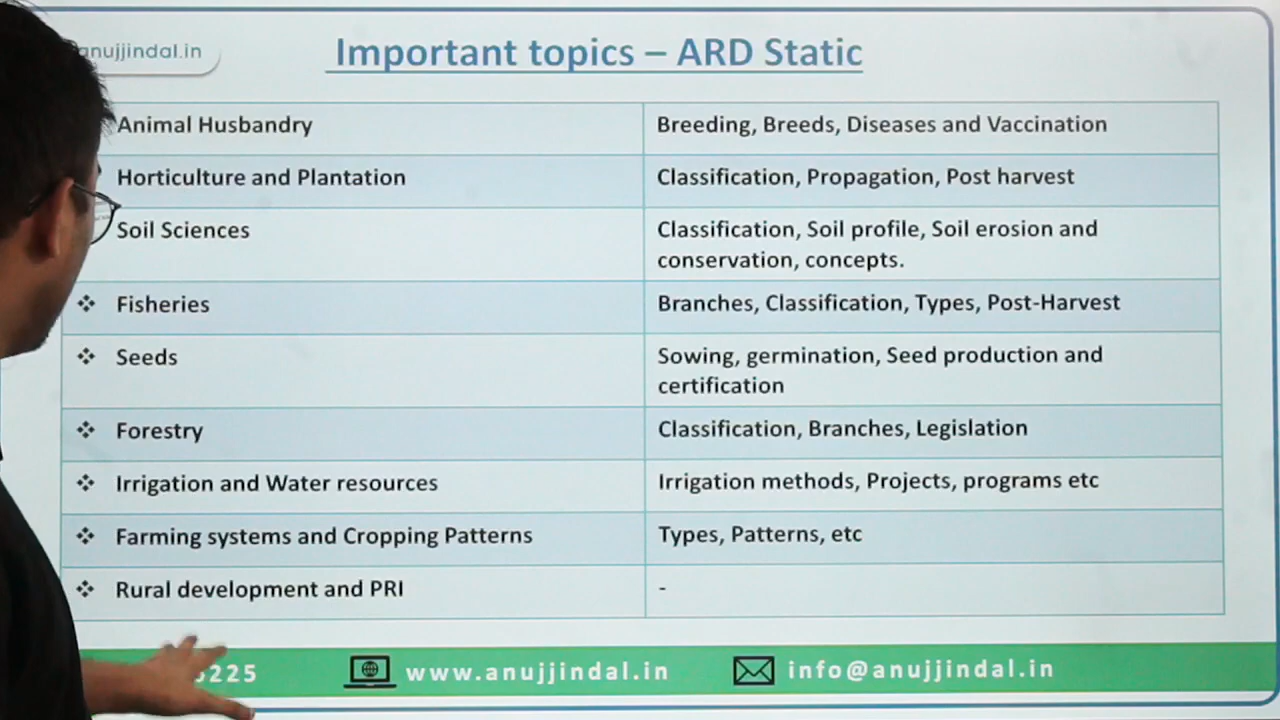 anujjindal.in
Important topics – ARD Static
Animal Husbandry
Breeding, Breeds, Diseases and Vaccination
Horticulture and Plantation
Classification, Propagation, Post harvest
Soil Sciences
Classification, Soil profile, Soil erosion and
conservation, concepts.
Fisheries
Branches, Classification, Types, Post-Harvest
Seeds
Sowing, germination, Seed production and
certification
Forestry
Classification, Branches, Legislation
Irrigation and Water resources
Irrigation methods, Projects, programs etc
Farming systems and Cropping Patterns
Types, Patterns, etc
Rural development and PRI
-
225
www.anujjindal.in
info@anujjindal.in